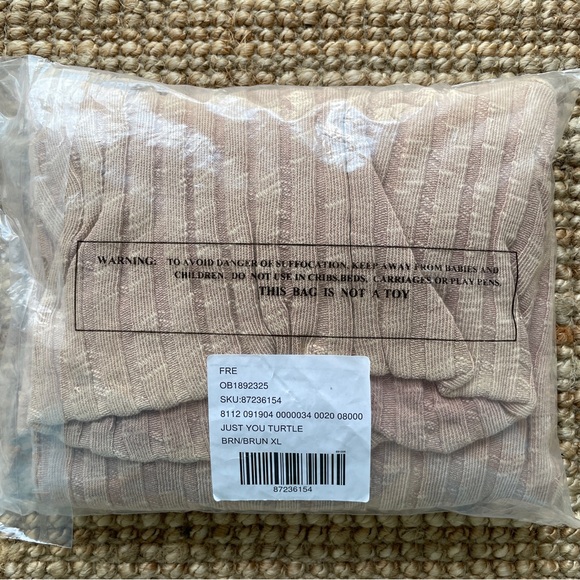 WARNING: TO AVOID DANGER OF SUFFOCATION, KEEP AWAY FROM BABIES AND
CHILDREN. DO NOT USE IN CRIBS, BEDS, CARRIAGES OR PLAY PENS.
THIS BAG IS NOT A TOY
FRE
OB1892325
SKU:87236154
8112 091904 0000034 0020 08000
JUST YOU TURTLE
BRN/BRUN XL
87236154